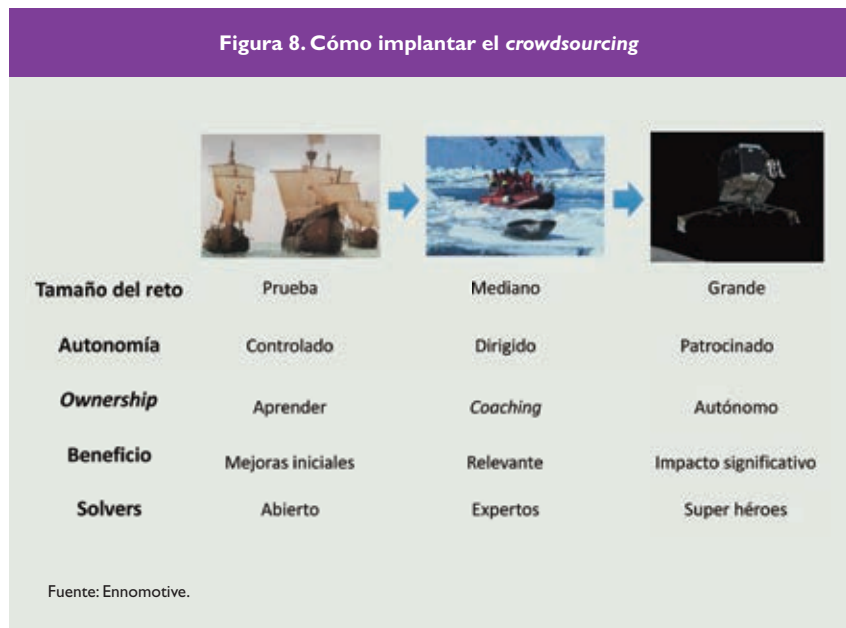 Figura 8. Cómo implantar el crowdsourcing
Tamaño del reto Prueba Mediano Grande
Autonomía Controlado Dirigido Patrocinado
Ownership Aprender Coaching Autónomo
Beneficio Mejoras iniciales Relevante Impacto significativo
Solvers Abierto Expertos Super héroes
Fuente: Ennomotive.